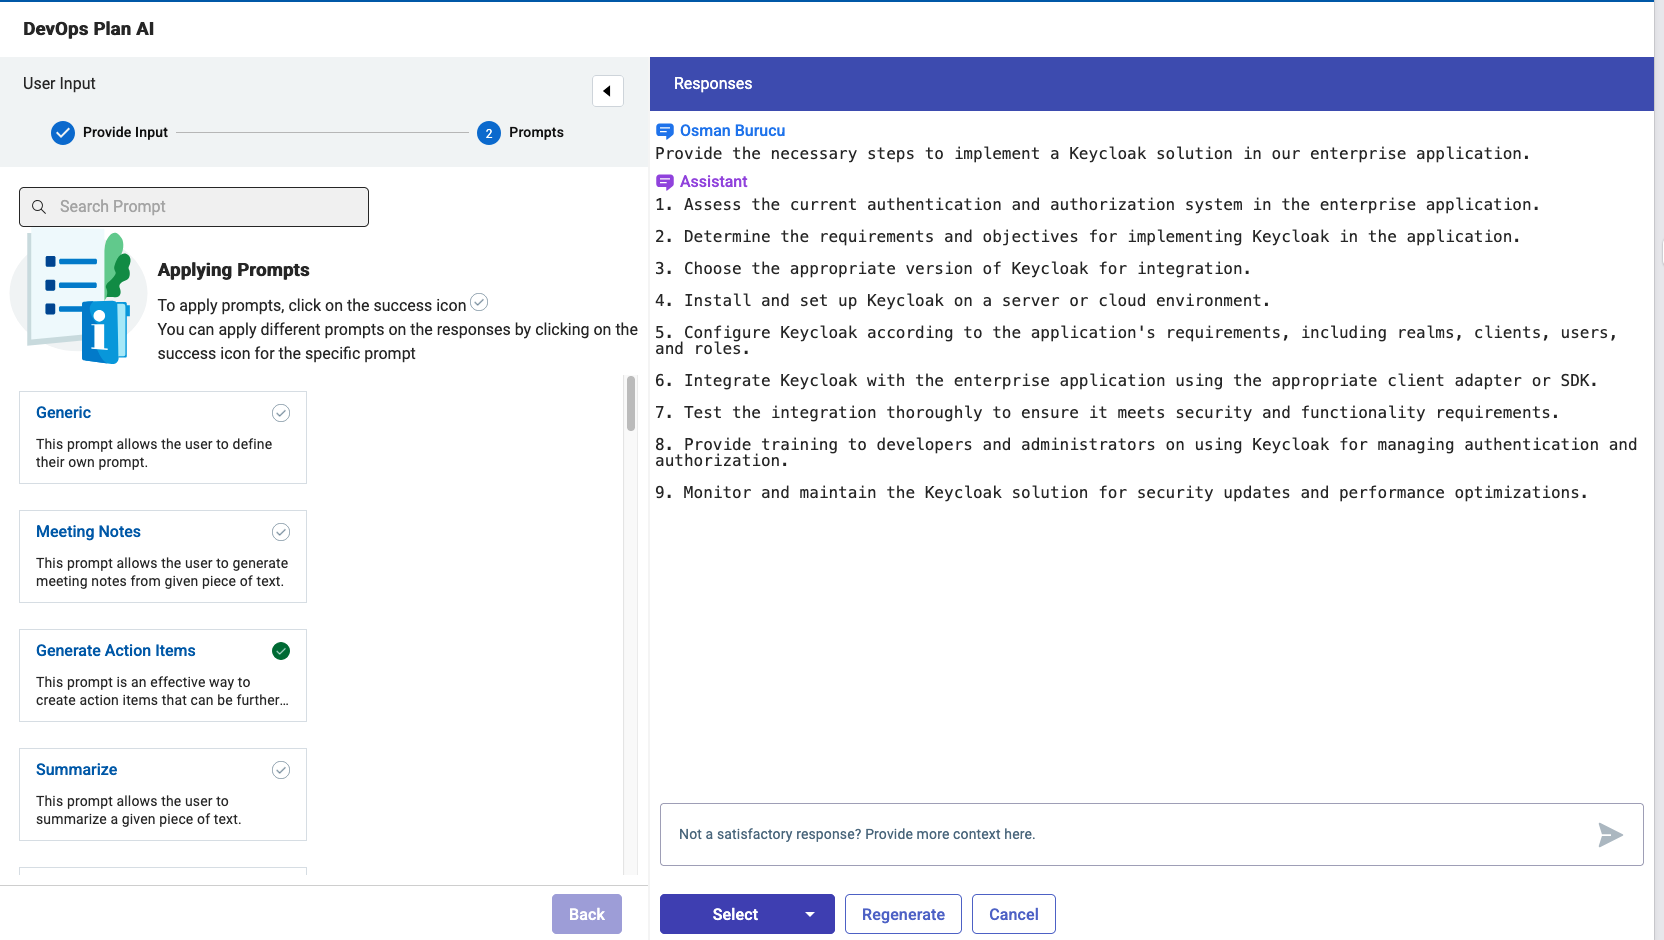 DevOps Plan AI
User Input
Provide Input
2 Prompts
Search Prompt
Applying Prompts
To apply prompts, click on the success icon
You can apply different prompts on the responses by clicking on the
success icon for the specific prompt
Generic
This prompt allows the user to define
their own prompt.
Meeting Notes
This prompt allows the user to generate
meeting notes from given piece of text.
Generate Action Items
This prompt is an effective way to
create action items that can be further...
Summarize
This prompt allows the user to
summarize a given piece of text.
Back
Responses
Osman Burucu
Provide the necessary steps to implement a Keycloak solution in our enterprise application.
Assistant
1. Assess the current authentication and authorization system in the enterprise application.
2. Determine the requirements and objectives for implementing Keycloak in the application.
3. Choose the appropriate version of Keycloak for integration.
4. Install and set up Keycloak on a server or cloud environment.
5. Configure Keycloak according to the application's requirements, including realms, clients, users,
and roles.
6. Integrate Keycloak with the enterprise application using the appropriate client adapter or SDK.
7. Test the integration thoroughly to ensure it meets security and functionality requirements.
8. Provide training to developers and administrators on using Keycloak for managing authentication and
authorization.
9. Monitor and maintain the Keycloak solution for security updates and performance optimizations.
Not a satisfactory response? Provide more context here.
Select
Regenerate
Cancel